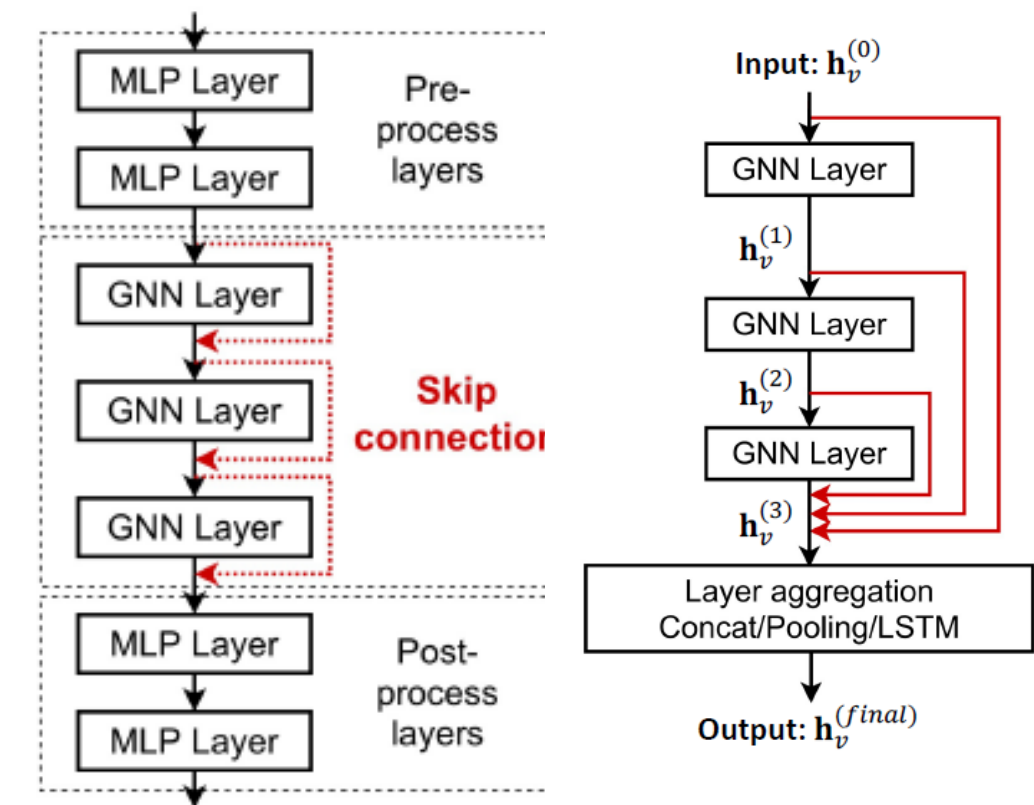 MLP Layer
MLP Layer
Pre-
process
layers
GNN Layer
GNN Layer
GNN Layer
Skip
connection
MLP Layer
MLP Layer
Post-
process
layers
Input: h_v^{(0)}
GNN Layer
h_v^{(1)}
GNN Layer
h_v^{(2)}
GNN Layer
h_v^{(3)}
Layer aggregation
Concat/Pooling/LSTM
Output: h_v^{(final)}